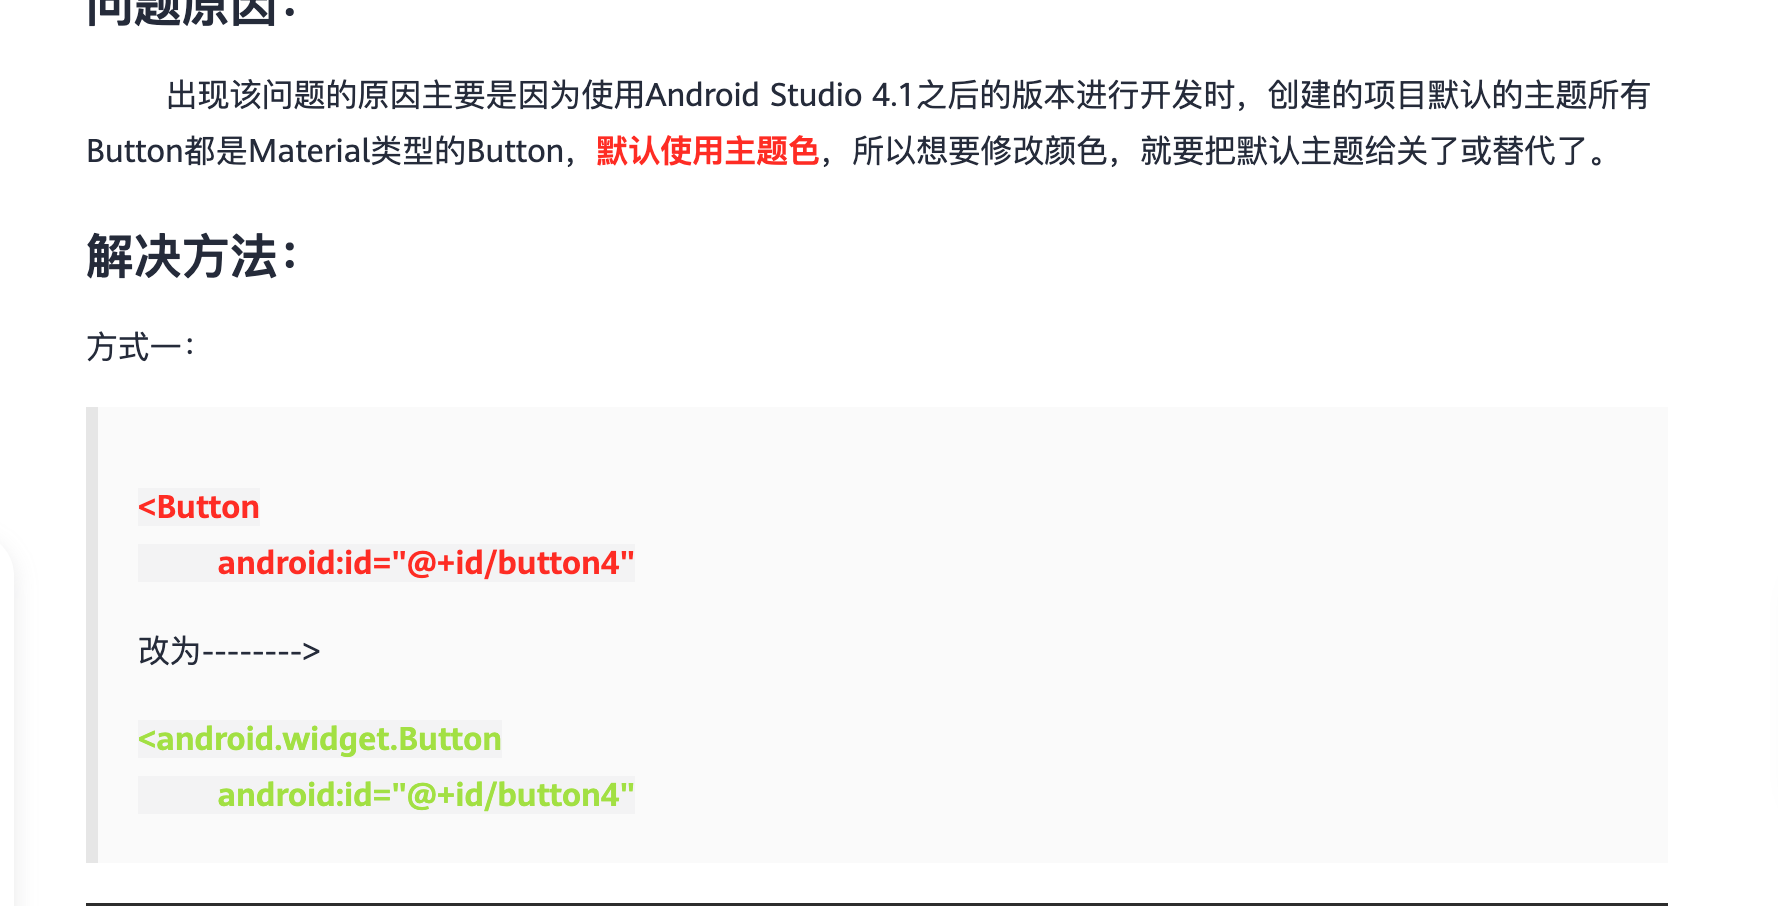 问题原因：
出现该问题的原因主要是因为使用Android Studio 4.1之后的版本进行开发时，创建的项目默认的主题所有
Button都是Material类型的Button，默认使用主题色，所以想要修改颜色，就要把默认主题给关了或替代了。
解决方法：
方式一：
<Button
android:id="@+id/button4"
改为-------->
<android.widget.Button
android:id="@+id/button4"